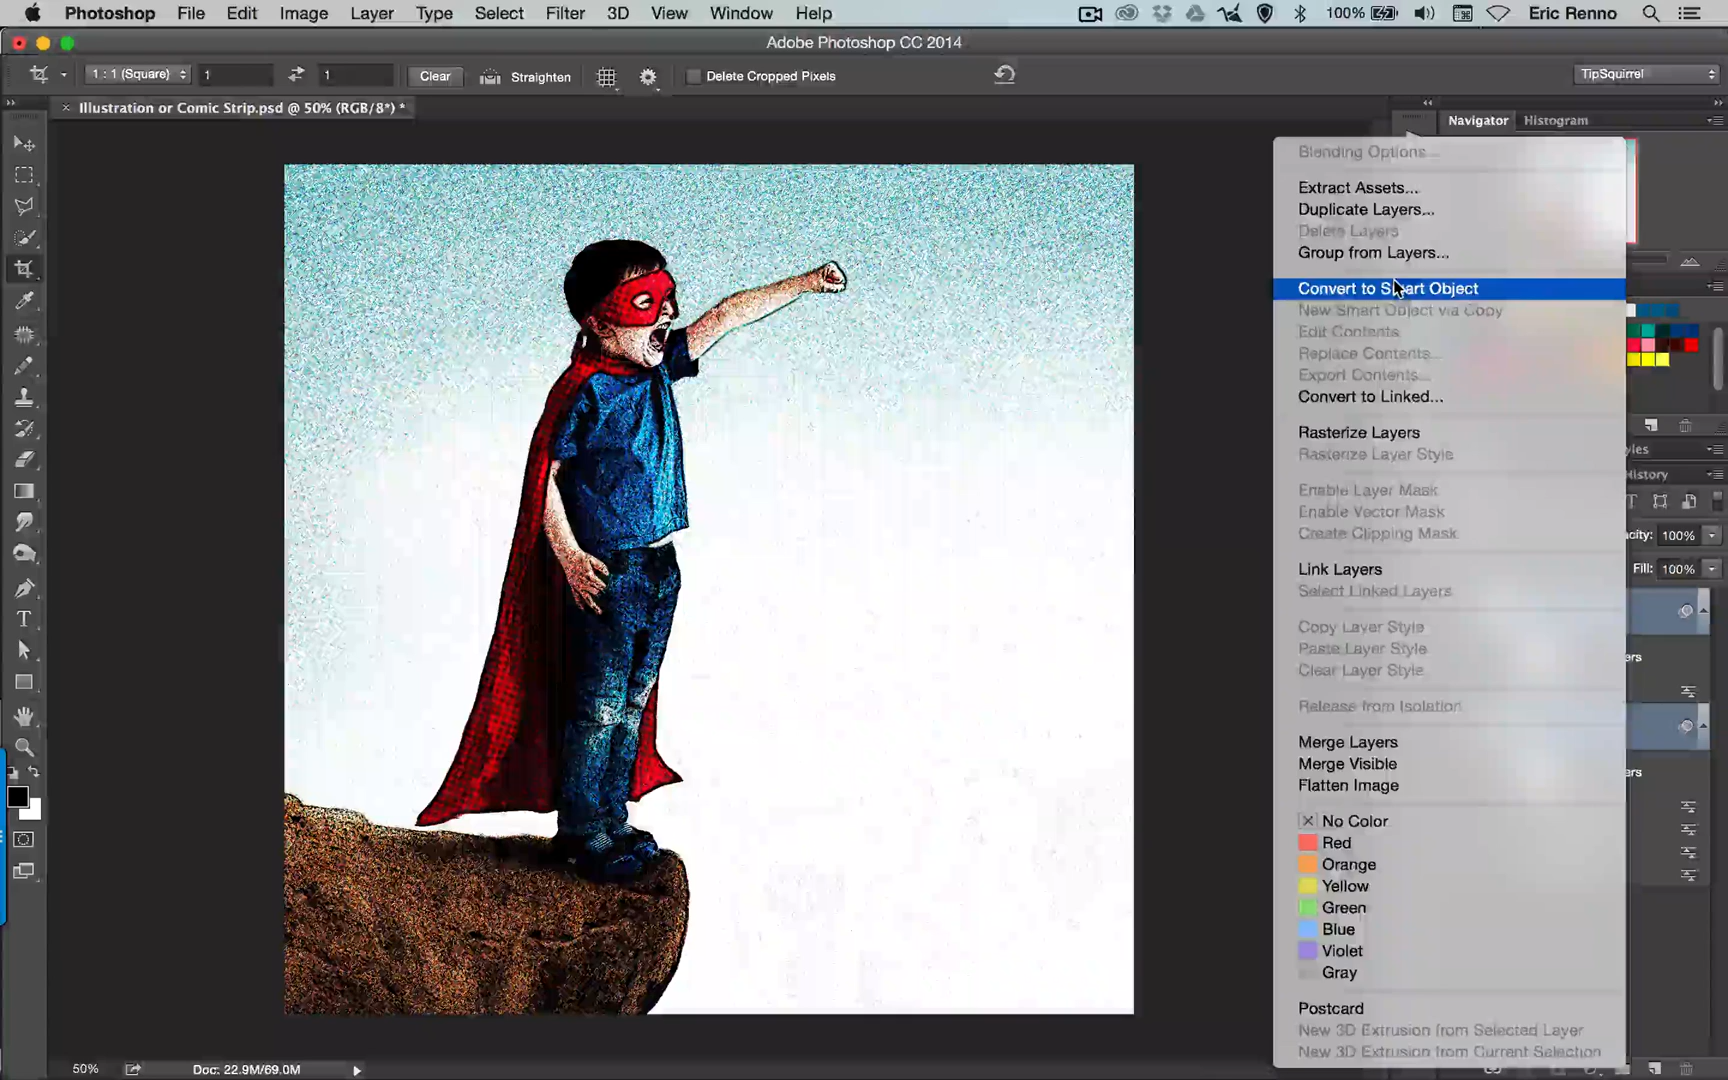 Photoshop File Edit Image Layer Type Select Filter 3D View Window Help 100% Eric Renno
Adobe Photoshop CC 2014
1 : 1 (Square) 1 1 Clear Straighten Delete Cropped Pixels TipSquirrel
× Illustration or Comic Strip.psd @ 50% (RGB/8*) *
Navigator Histogram
Blending Options...
Extract Assets...
Duplicate Layers...
Delete Layers
Group from Layers...
Convert to Smart Object
New Smart Object via Copy
Edit Contents
Replace Contents...
Export Contents...
Convert to Linked...
Rasterize Layers
Rasterize Layer Style
Enable Layer Mask
Enable Vector Mask
Create Clipping Mask
Link Layers
Select Linked Layers
Copy Layer Style
Paste Layer Style
Clear Layer Style
Release from Isolation
Merge Layers
Merge Visible
Flatten Image
No Color
Red
Orange
Yellow
Green
Blue
Violet
Gray
Postcard
New 3D Extrusion from Selected Layer
New 3D Extrusion from Current Selection
yles
History
acity: 100%
Fill: 100%
ers
ers
T
50% Doc: 22.9M/69.0M